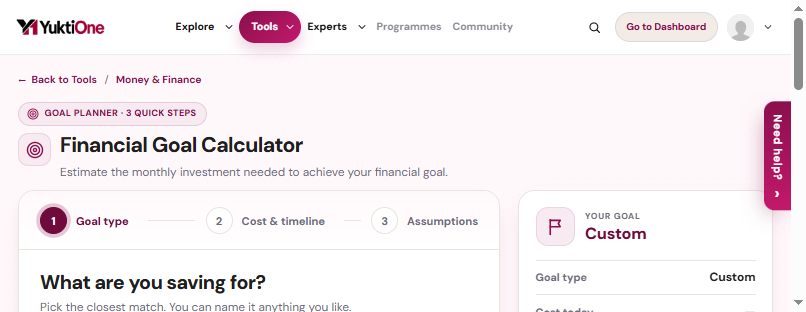 YuktiOne
Explore
Tools
Experts
Programmes
Community
Go to Dashboard
← Back to Tools / Money & Finance
GOAL PLANNER · 3 QUICK STEPS
Financial Goal Calculator
Estimate the monthly investment needed to achieve your financial goal.
Need help? ›
1 Goal type
2 Cost & timeline
3 Assumptions
What are you saving for?
Pick the closest match. You can name it anything you like.
YOUR GOAL
Custom
Goal type Custom
Cost today